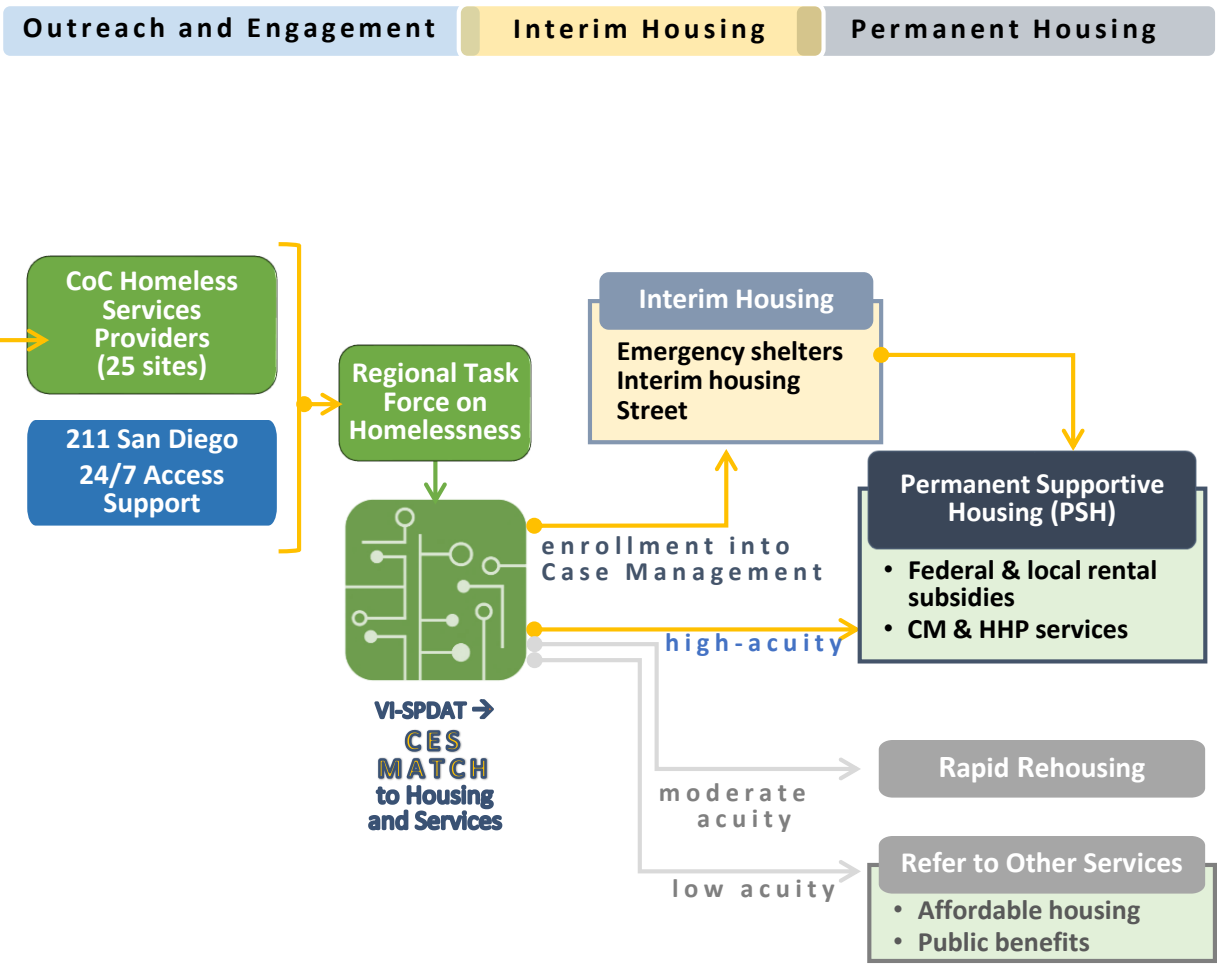 Outreach and Engagement
Interim Housing
Permanent Housing
CoC Homeless
Services
Providers
(25 sites)
211 San Diego
24/7 Access
Support
Regional Task
Force on
Homelessness
VI-SPDAT →
CES
MATCH
to Housing
and Services
Interim Housing
Emergency shelters
Interim housing
Street
enrollment into
Case Management
high-acuity
Permanent Supportive
Housing (PSH)
• Federal & local rental
subsidies
• CM & HHP services
moderate
acuity
Rapid Rehousing
low acuity
Refer to Other Services
• Affordable housing
• Public benefits